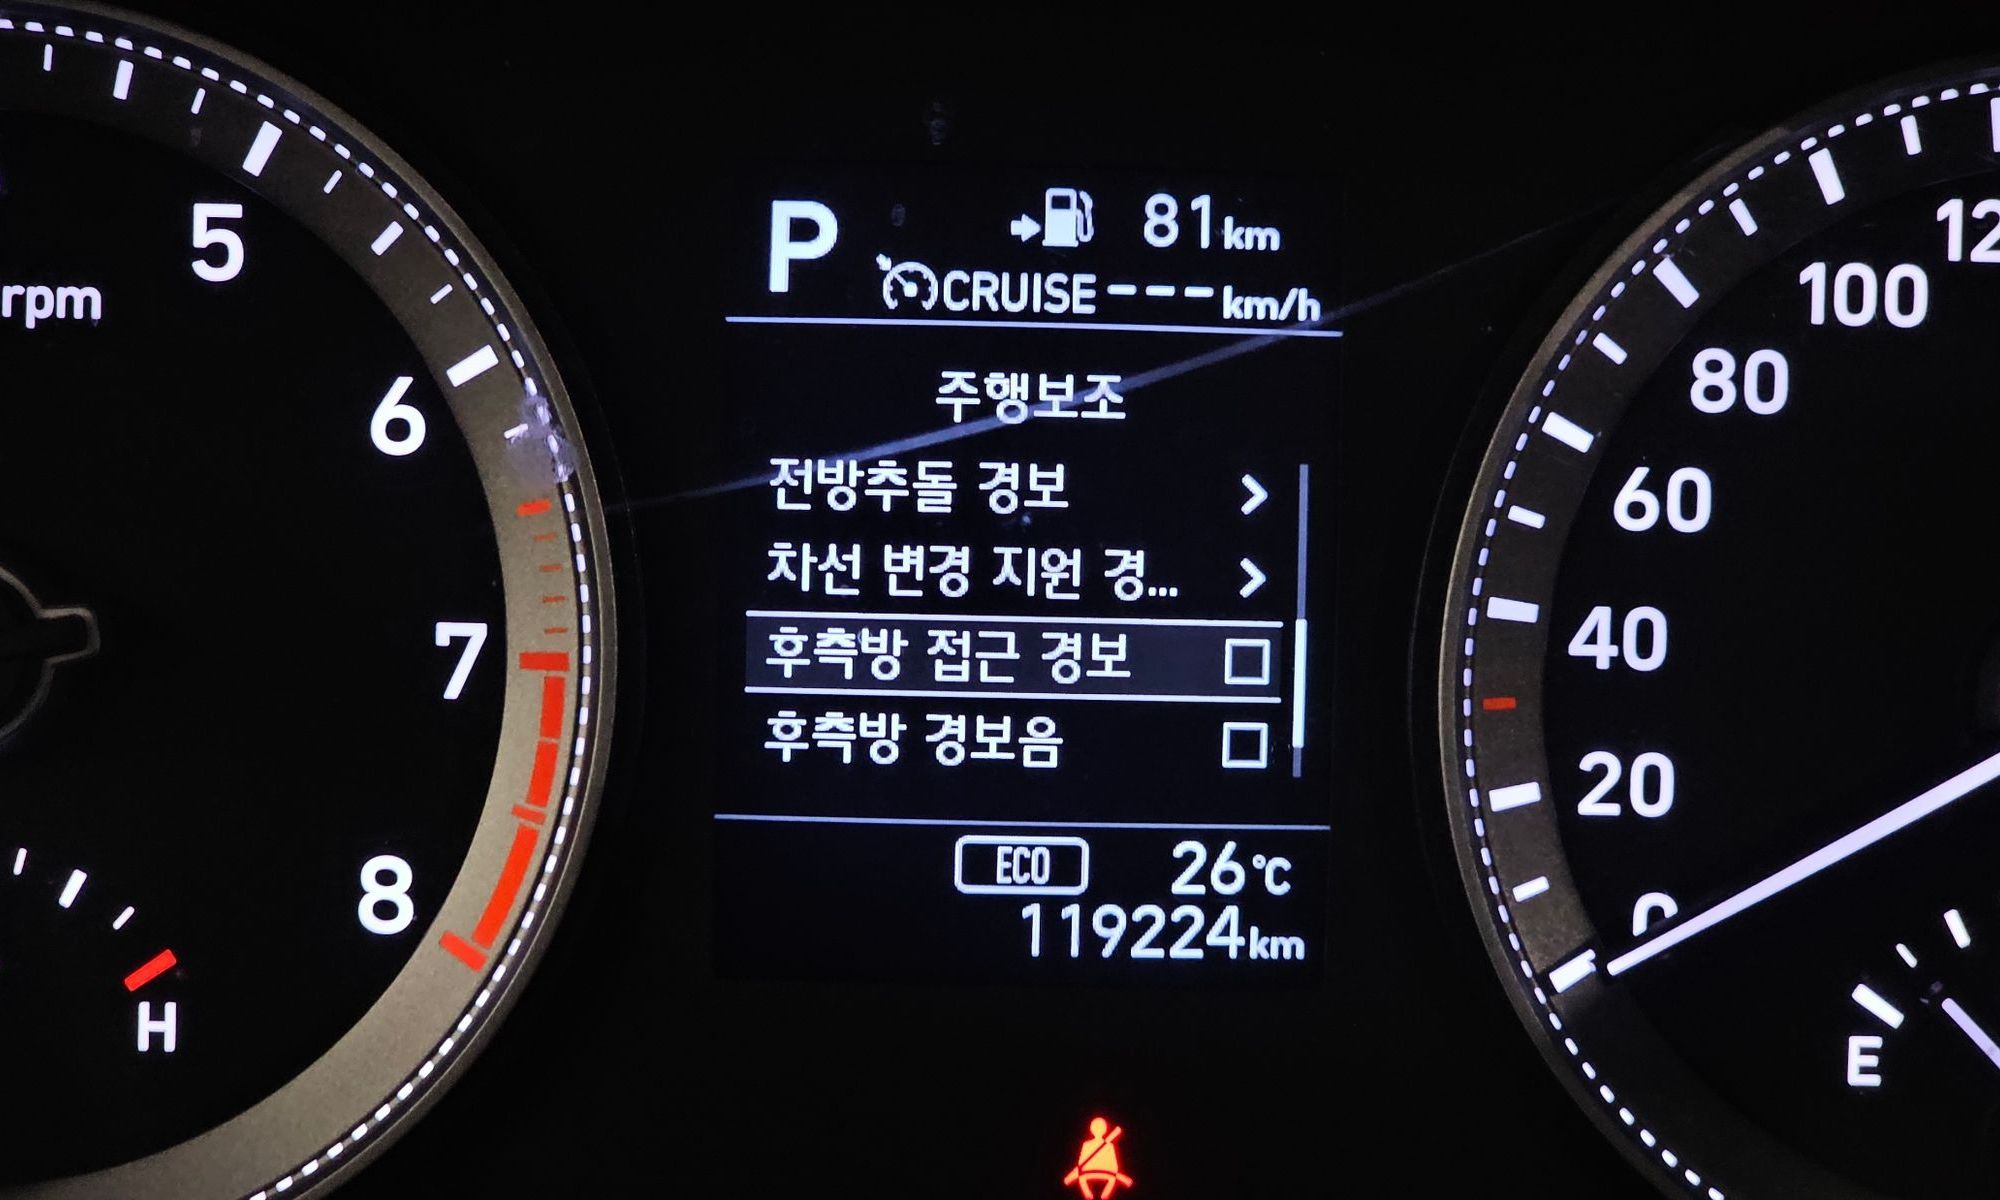 P 81km
CRUISE ---km/h
주행보조
전방추돌 경보 >
차선 변경 지원 경... >
후측방 접근 경보
후측방 경보음
ECO 26°C
119224km
5
rpm
6
7
8
H
12
100
80
60
40
20
0
E